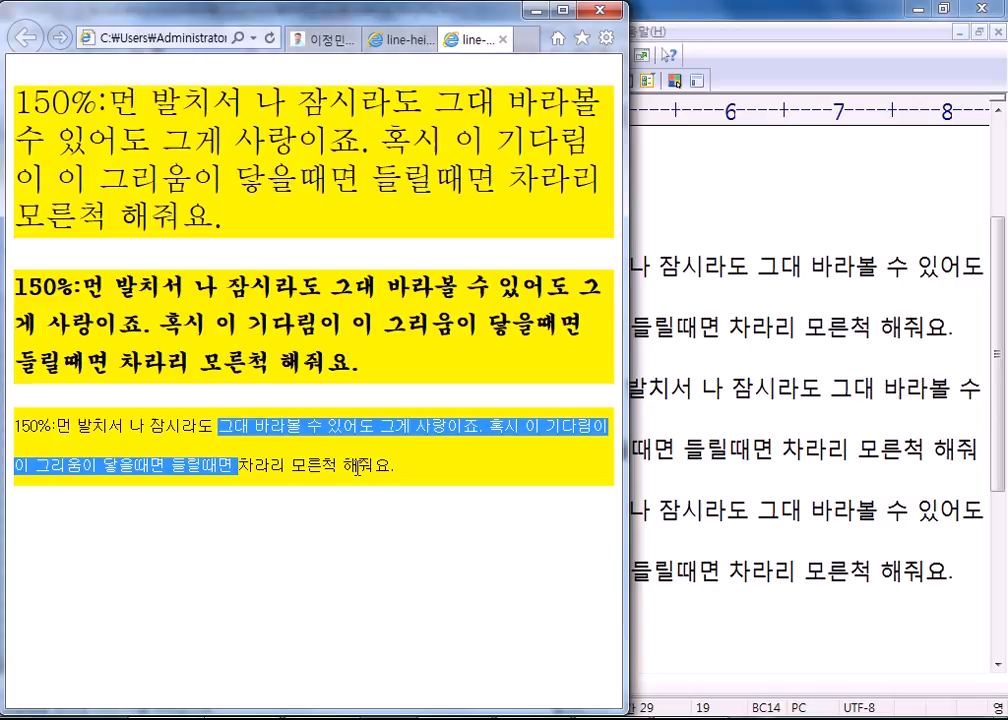 C:\Users\Administrator
이정민...
line-hei...
line-...
150%:먼 발치서 나 잠시라도 그대 바라볼
수 있어도 그게 사랑이죠. 혹시 이 기다림
이 이 그리움이 닿을때면 들릴때면 차라리
모른척 해줘요.
150%:먼 발치서 나 잠시라도 그대 바라볼 수 있어도 그
게 사랑이죠. 혹시 이 기다림이 이 그리움이 닿을때면
들릴때면 차라리 모른척 해줘요.
150%:먼 발치서 나 잠시라도 그대 바라볼 수 있어도 그게 사랑이죠. 혹시 이 기다림이
이 그리움이 닿을때면 들릴때면 차라리 모른척 해줘요.
(H)
6 7 8
나 잠시라도 그대 바라볼 수 있어도
들릴때면 차라리 모른척 해줘요.
발치서 나 잠시라도 그대 바라볼 수
때면 들릴때면 차라리 모른척 해줘
나 잠시라도 그대 바라볼 수 있어도
들릴때면 차라리 모른척 해줘요.
29 19 BC14 PC UTF-8